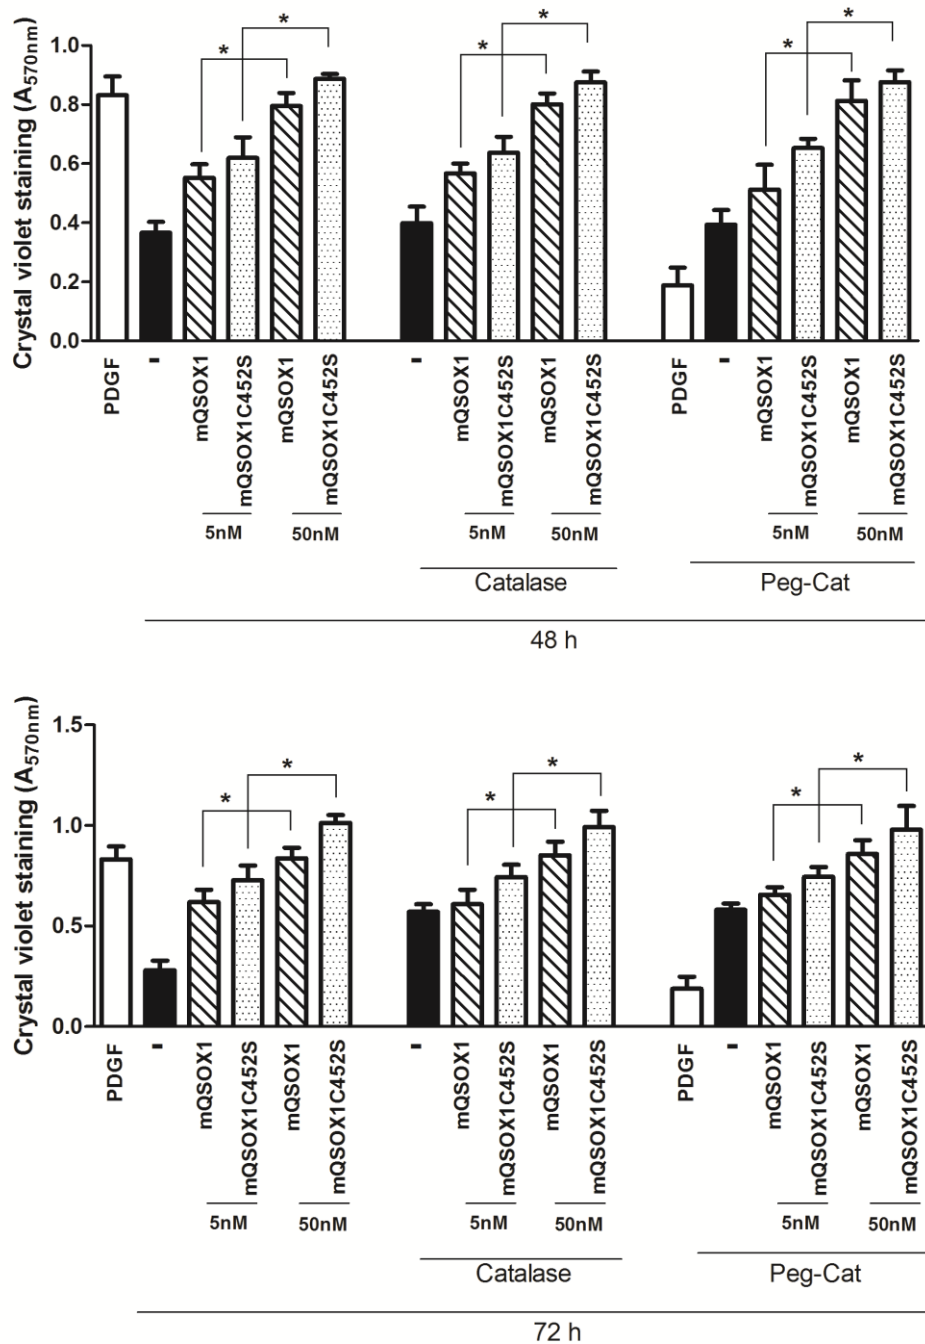 Crystal violet staining (A570nm)
1.0
0.8
0.6
0.4
0.2
0.0
* * * * * *
PDGF - mQSOX1 mQSOX1C452S mQSOX1 mQSOX1C452S - mQSOX1 mQSOX1C452S mQSOX1 mQSOX1C452S PDGF - mQSOX1 mQSOX1C452S mQSOX1 mQSOX1C452S
5nM 50nM 5nM 50nM 5nM 50nM
Catalase Peg-Cat
48 h
Crystal violet staining (A570nm)
1.5
1.0
0.5
0.0
* * * * * *
PDGF - mQSOX1 mQSOX1C452S mQSOX1 mQSOX1C452S - mQSOX1 mQSOX1C452S mQSOX1 mQSOX1C452S PDGF - mQSOX1 mQSOX1C452S mQSOX1 mQSOX1C452S
5nM 50nM 5nM 50nM 5nM 50nM
Catalase Peg-Cat
72 h